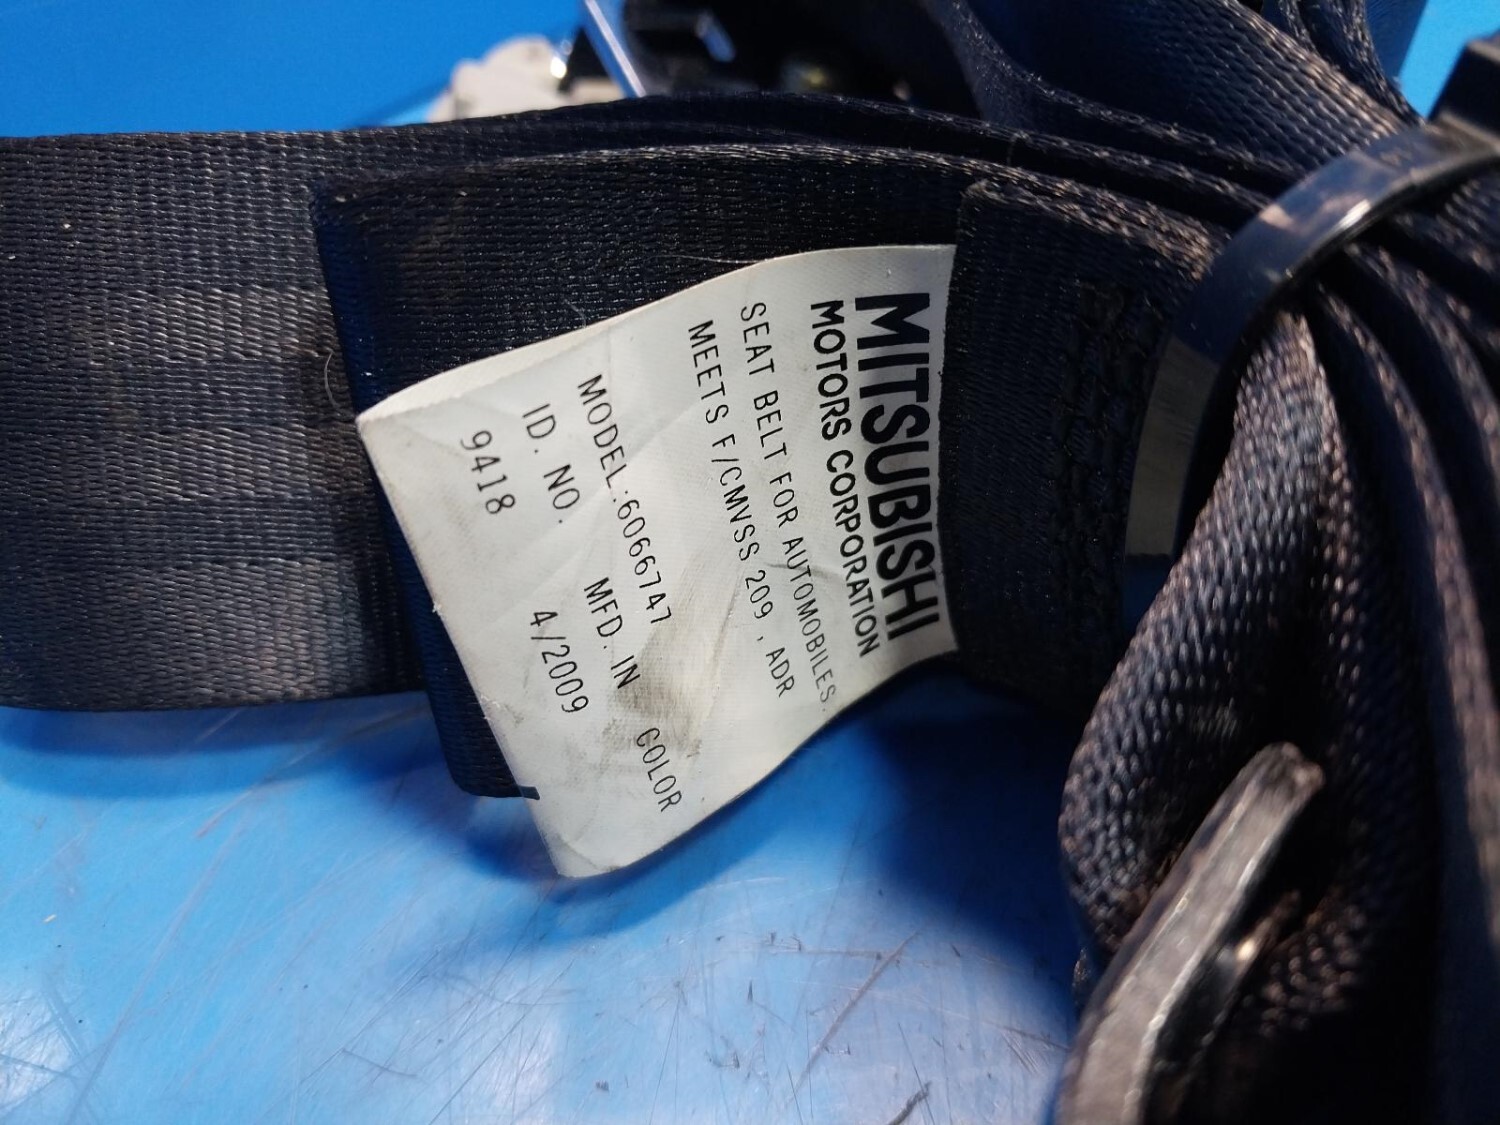 MITSUBISHI
MOTORS CORPORATION
SEAT BELT FOR AUTOMOBILES.
MEETS F/CMVSS 209 , ADR
MODEL:6066747
ID. NO. MFD. IN COLOR
9418 4/2009